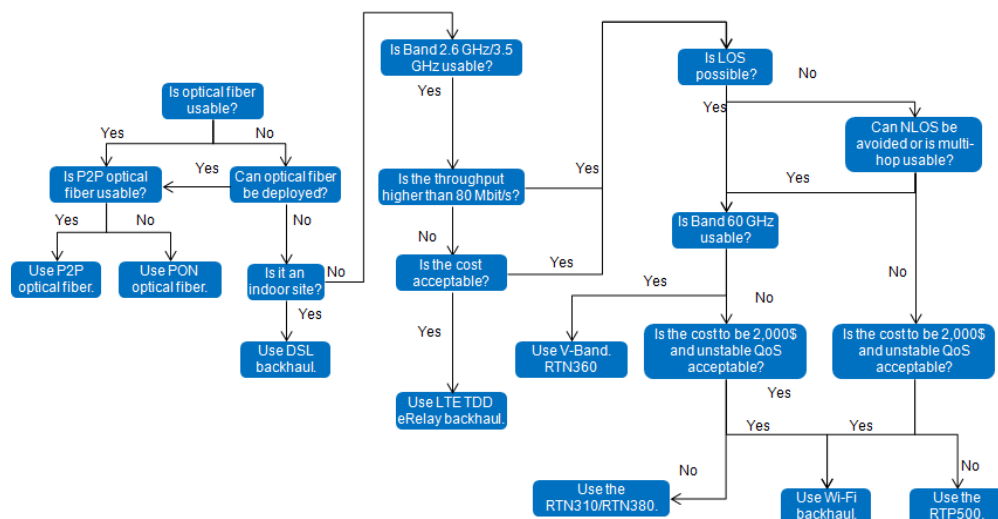 Is optical fiber
usable?
Yes
No
Is P2P optical
fiber usable?
Yes
Can optical fiber
be deployed?
Yes
No
No
Use P2P
optical fiber.
Use PON
optical fiber.
Is it an
indoor site?
No
Yes
Use DSL
backhaul.
Is Band 2.6 GHz/3.5
GHz usable?
Yes
Is the throughput
higher than 80 Mbit/s?
Yes
No
Is the cost
acceptable?
Yes
Yes
Use LTE TDD
eRelay backhaul.
Is LOS
possible?
No
Yes
Can NLOS be
avoided or is multi-
hop usable?
Yes
Is Band 60 GHz
usable?
No
Yes
No
Use V-Band.
RTN360
Is the cost to be 2,000$
and unstable QoS
acceptable?
Is the cost to be 2,000$
and unstable QoS
acceptable?
Yes
Yes
Yes
Yes
No
No
Use the
RTN310/RTN380.
Use Wi-Fi
backhaul.
Use the
RTP500.